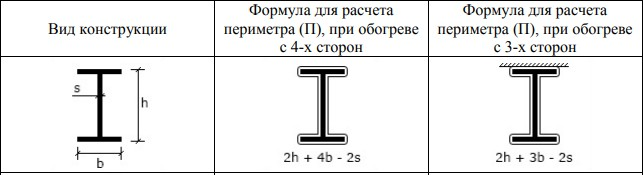 Вид конструкции
Формула для расчета
периметра (П), при обогреве
с 4-х сторон
Формула для расчета
периметра (П), при обогреве
с 3-х сторон
s
h
b
2h + 4b - 2s
2h + 3b - 2s